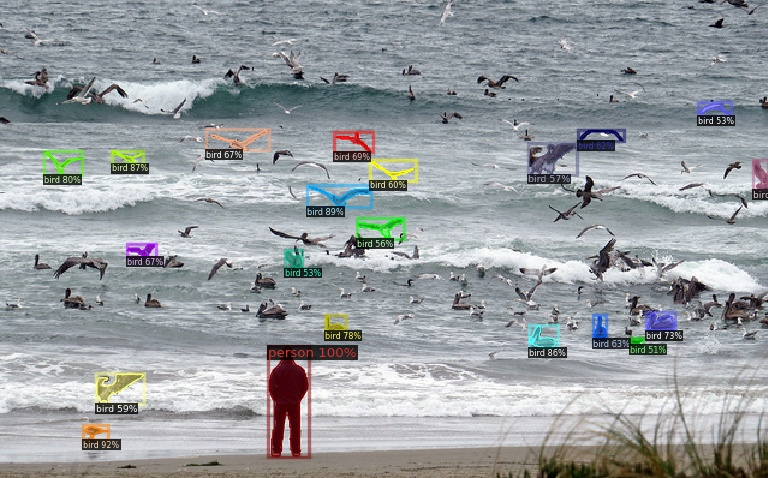 bird 53%
bird 62%
bird 69%
bird 67%
bird 87%
bird 80%
bird 57%
bird 60%
bird
bird 89%
bird 56%
bird 67%
bird 53%
bird 78%
bird 73%
bird 63%
bird 51%
bird 86%
person 100%
bird 59%
bird 92%